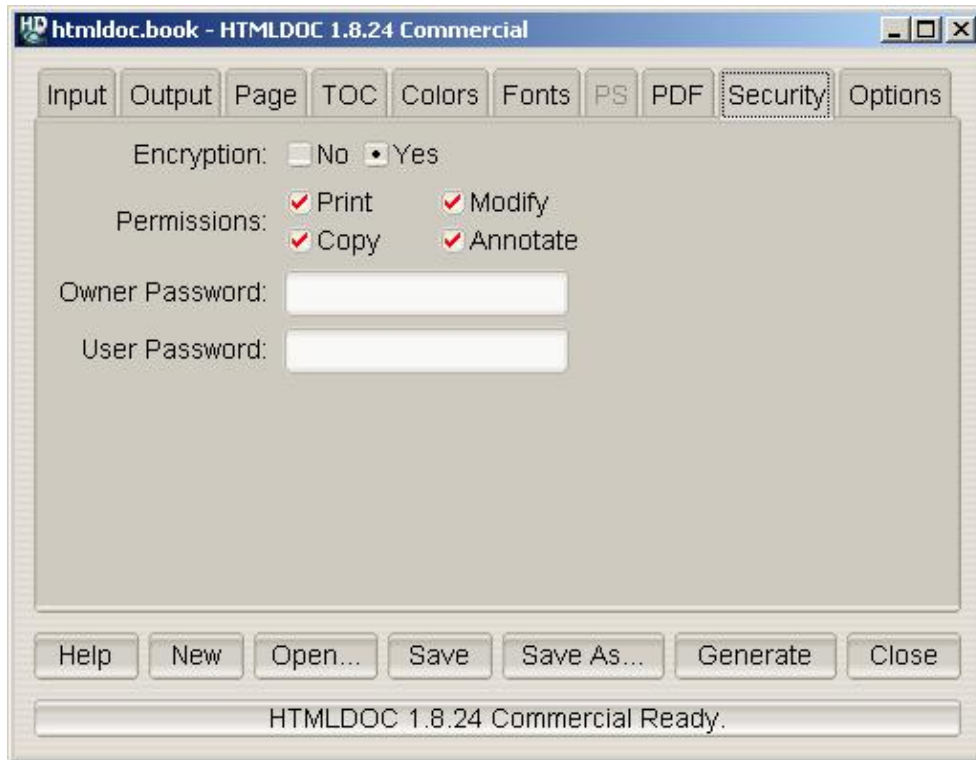 HD htmldoc.book - HTMLDOC 1.8.24 Commercial
Input Output Page TOC Colors Fonts PS PDF Security Options
Encryption: No Yes
Permissions: Print Modify
Copy Annotate
Owner Password:
User Password:
Help New Open... Save Save As... Generate Close
HTMLDOC 1.8.24 Commercial Ready.